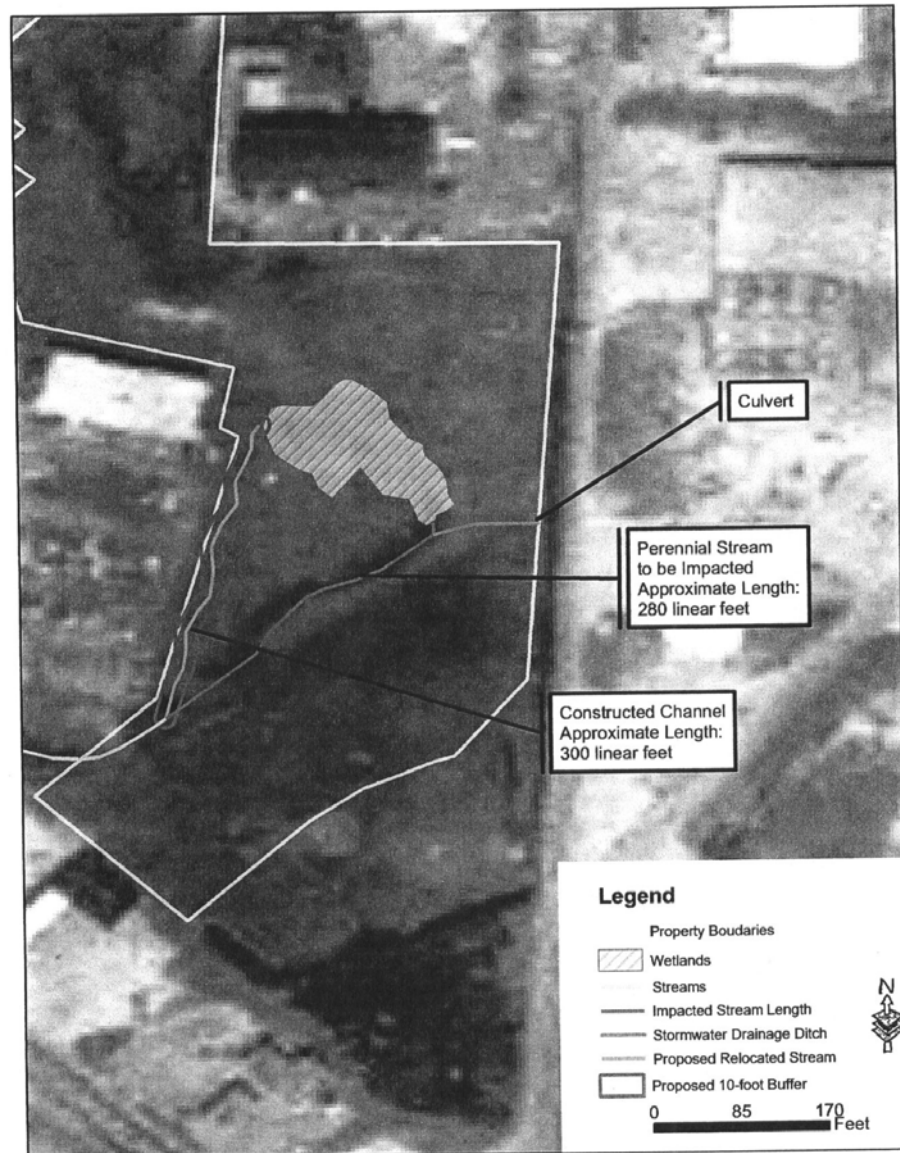 Culvert
Perennial Stream
to be Impacted
Approximate Length:
280 linear feet
Constructed Channel
Approximate Length:
300 linear feet
Legend
Property Boudaries
Wetlands
Streams
Impacted Stream Length
Stormwater Drainage Ditch
Proposed Relocated Stream
Proposed 10-foot Buffer
N
0 85 170
Feet